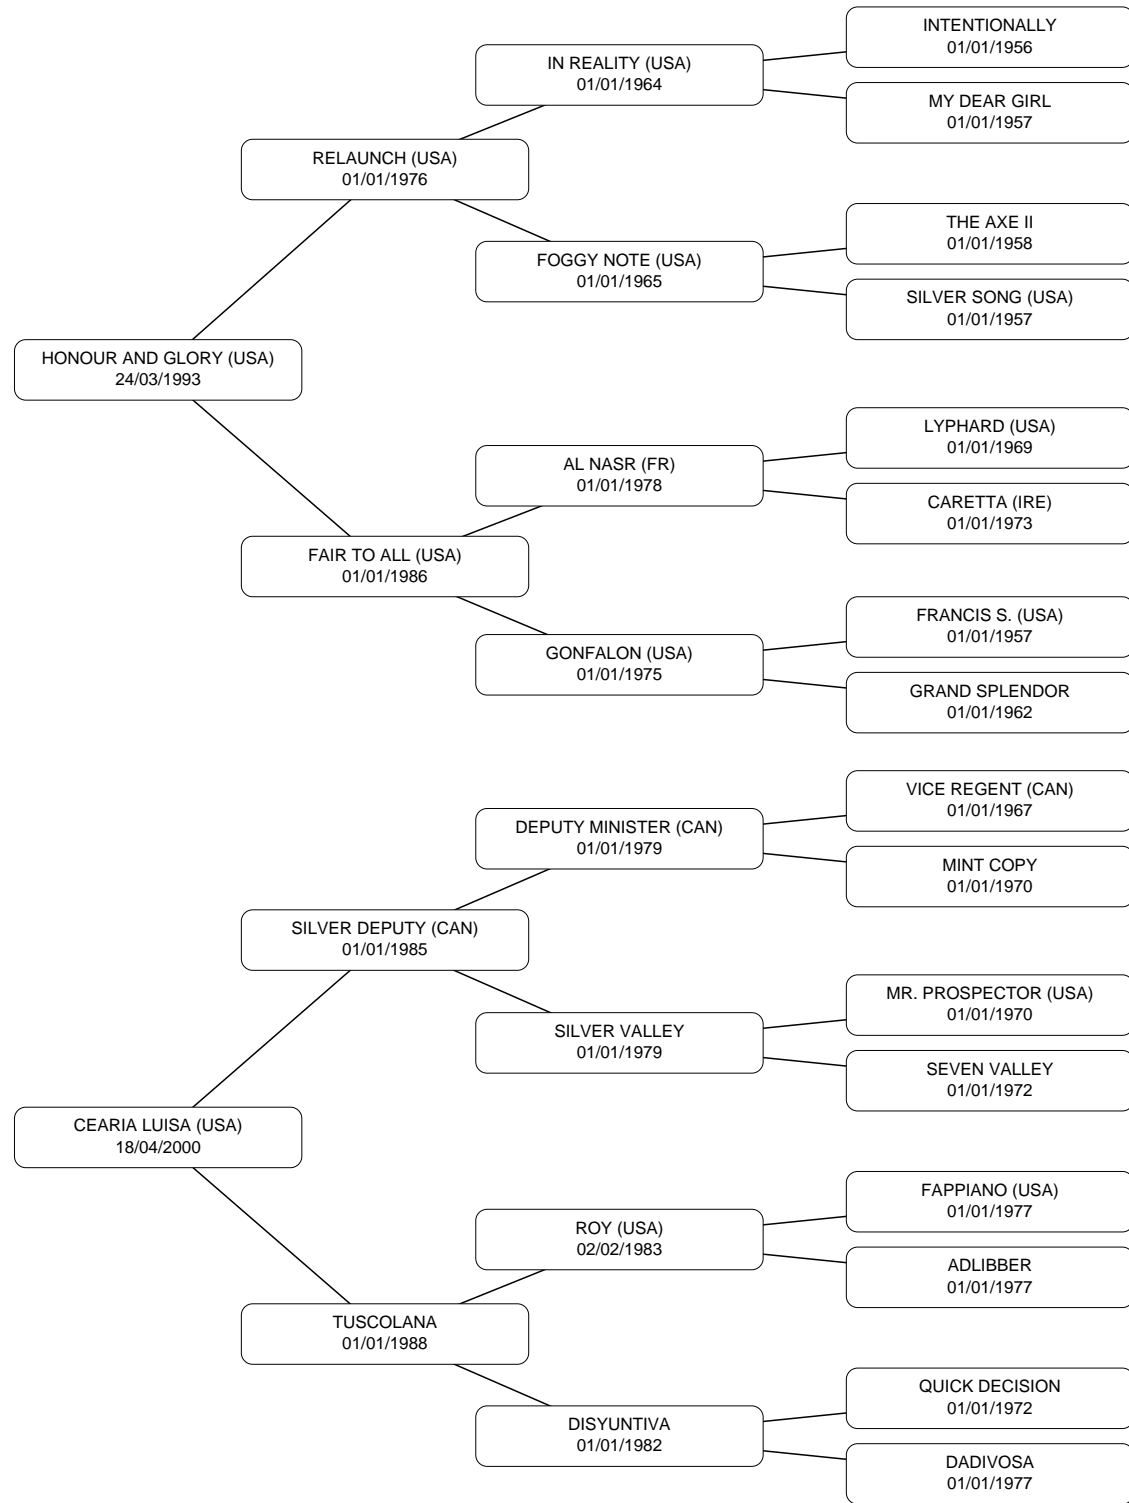 INTENTIONALLY
01/01/1956
IN REALITY (USA)
01/01/1964
MY DEAR GIRL
01/01/1957
RELAUNCH (USA)
01/01/1976
THE AXE II
01/01/1958
FOGGY NOTE (USA)
01/01/1965
SILVER SONG (USA)
01/01/1957
HONOUR AND GLORY (USA)
24/03/1993
LYPHARD (USA)
01/01/1969
AL NASR (FR)
01/01/1978
CARETTA (IRE)
01/01/1973
FAIR TO ALL (USA)
01/01/1986
FRANCIS S. (USA)
01/01/1957
GONFALON (USA)
01/01/1975
GRAND SPLENDOR
01/01/1962
VICE REGENT (CAN)
01/01/1967
DEPUTY MINISTER (CAN)
01/01/1979
MINT COPY
01/01/1970
SILVER DEPUTY (CAN)
01/01/1985
MR. PROSPECTOR (USA)
01/01/1970
SILVER VALLEY
01/01/1979
SEVEN VALLEY
01/01/1972
CEARIA LUISA (USA)
18/04/2000
FAPPIANO (USA)
01/01/1977
ROY (USA)
02/02/1983
ADLIBBER
01/01/1977
TUSCOLANA
01/01/1988
QUICK DECISION
01/01/1972
DISYUNTIVA
01/01/1982
DADIVOSA
01/01/1977